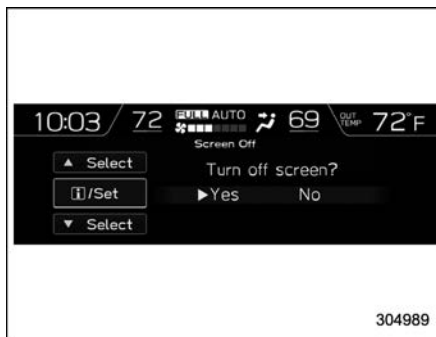 10:03 / 72 FULL AUTO 69 OUT TEMP 72°F
Screen Off
▲ Select
Turn off screen?
i/Set
▶Yes No
▼ Select
304989